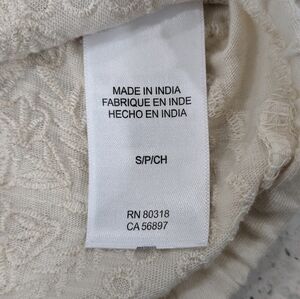 MADE IN INDIA
FABRIQUE EN INDE
HECHO EN INDIA
S/P/CH
RN 80318
CA 56897